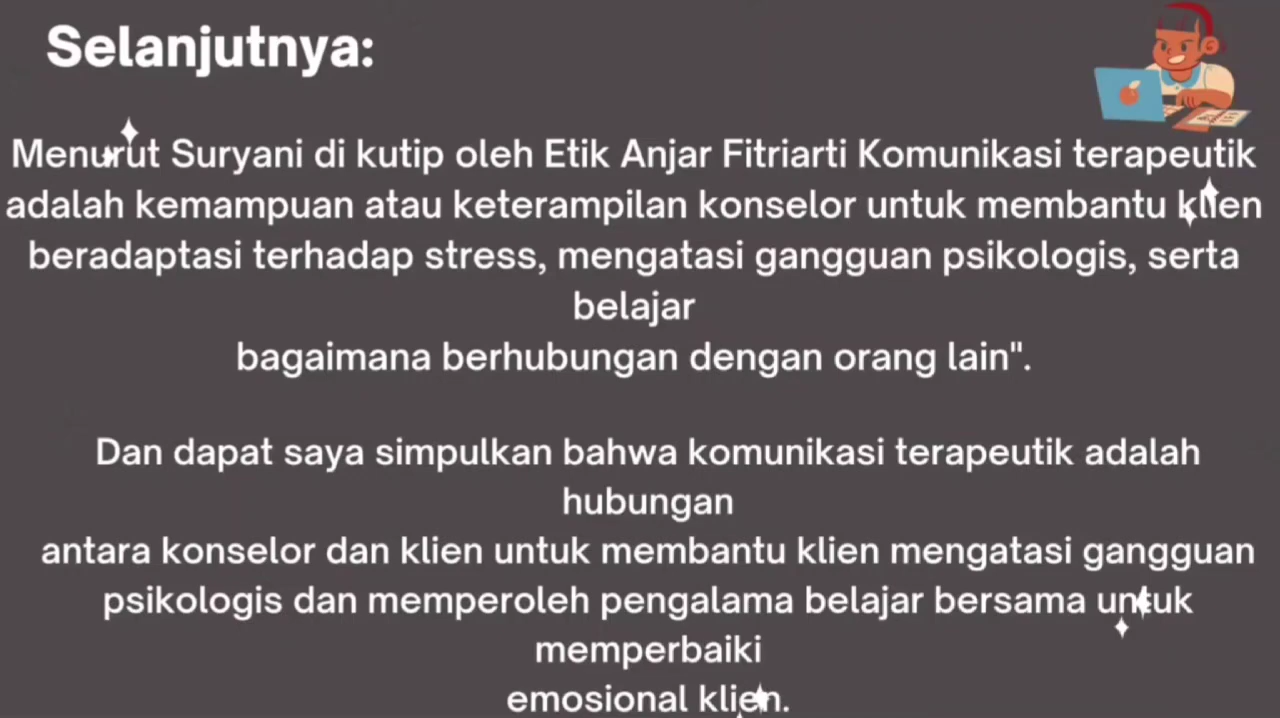 Selanjutnya:
Menurut Suryani di kutip oleh Etik Anjar Fitriarti Komunikasi terapeutik
adalah kemampuan atau keterampilan konselor untuk membantu klien
beradaptasi terhadap stress, mengatasi gangguan psikologis, serta
belajar
bagaimana berhubungan dengan orang lain".
Dan dapat saya simpulkan bahwa komunikasi terapeutik adalah
hubungan
antara konselor dan klien untuk membantu klien mengatasi gangguan
psikologis dan memperoleh pengalama belajar bersama untuk
memperbaiki
emosional klien.